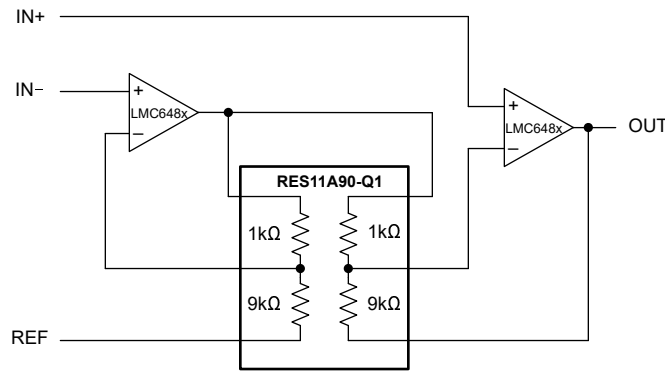 IN+
IN−
+
LMC648x
−
+
LMC648x
−
OUT
RES11A90-Q1
1kΩ
1kΩ
9kΩ
9kΩ
REF